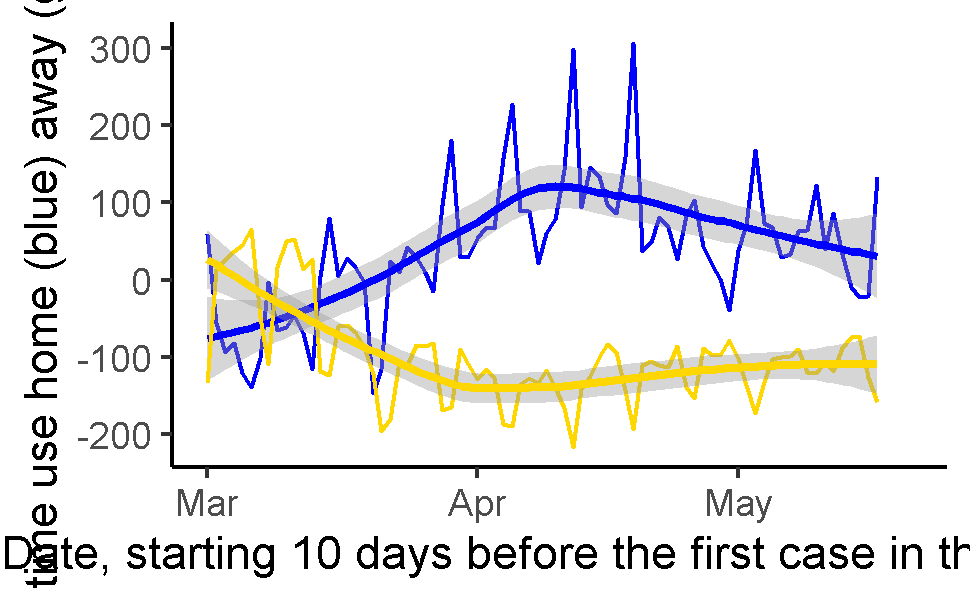 time use home (blue) away (
300
200
100
0
-100
-200
Mar Apr May
Date, starting 10 days before the first case in th